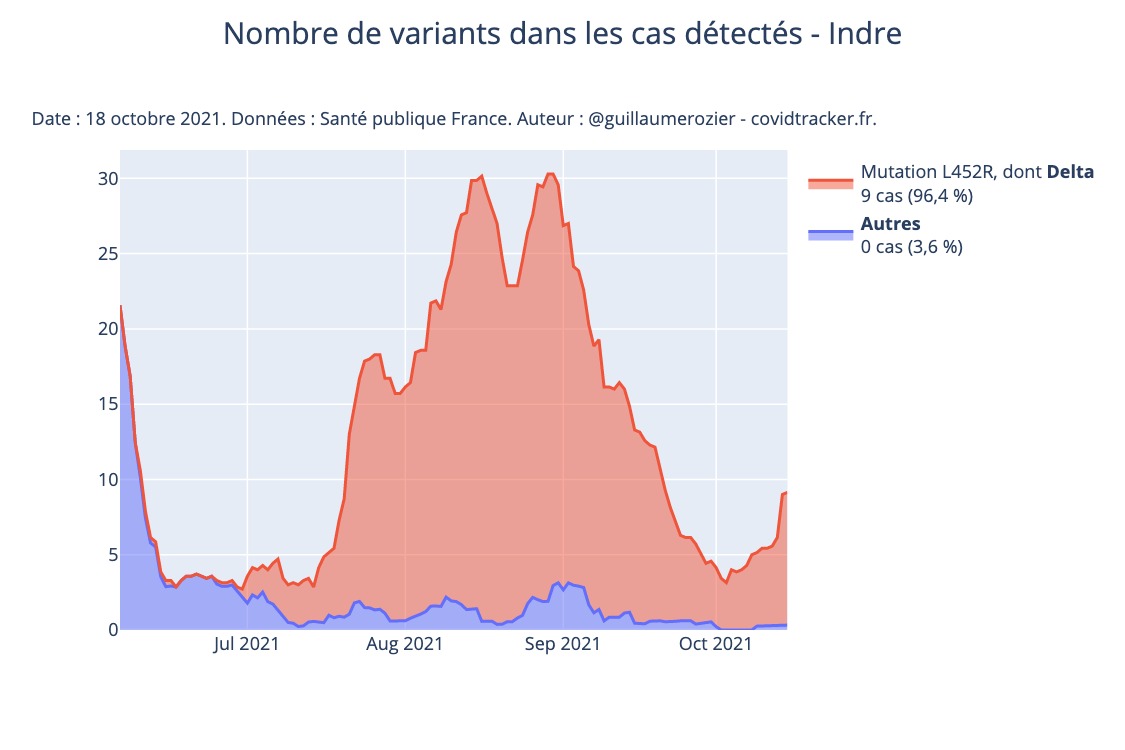 Nombre de variants dans les cas détectés - Indre
Date : 18 octobre 2021. Données : Santé publique France. Auteur : @guillaumerozier - covidtracker.fr.
30
25
20
15
10
5
0
Jul 2021
Aug 2021
Sep 2021
Oct 2021
Mutation L452R, dont Delta
9 cas (96,4 %)
Autres
0 cas (3,6 %)